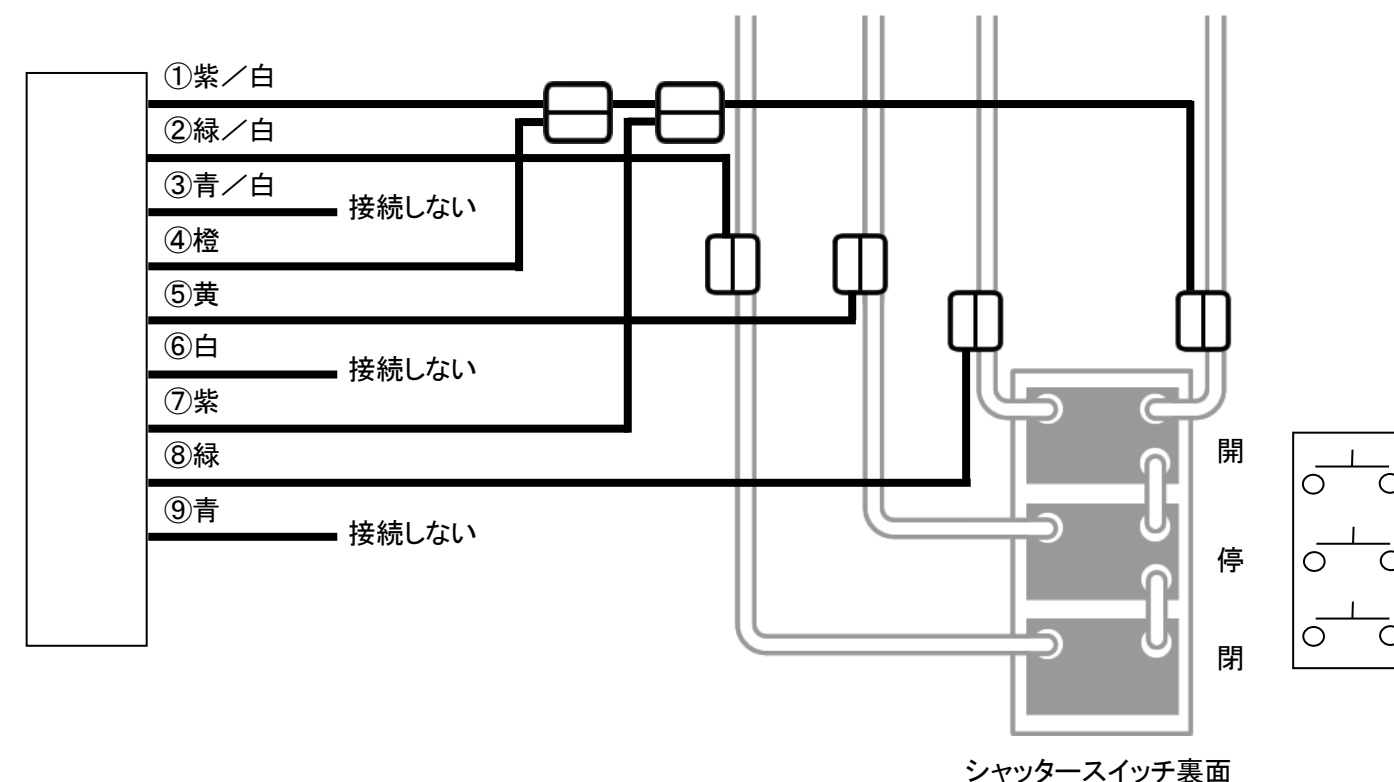 ①紫／白
②緑／白
③青／白
接続しない
④橙
⑤黄
⑥白
接続しない
⑦紫
⑧緑
⑨青
接続しない
開
停
閉
シャッタースイッチ裏面